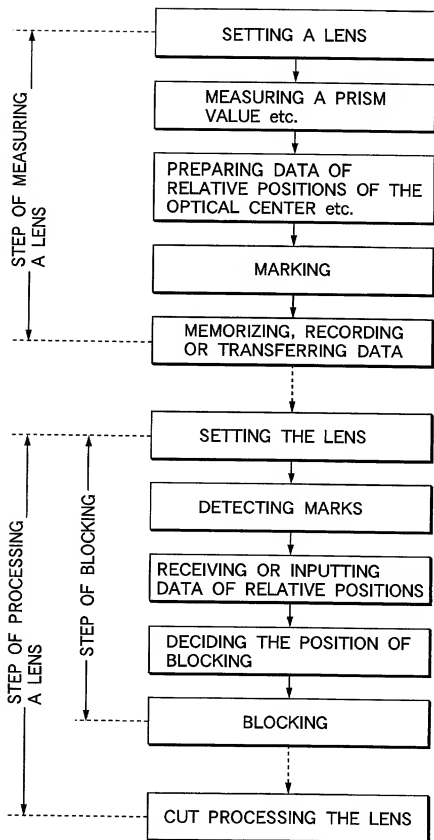 SETTING A LENS
MEASURING A PRISM
VALUE etc.
PREPARING DATA OF
RELATIVE POSITIONS OF THE
OPTICAL CENTER etc.
MARKING
MEMORIZING, RECORDING
OR TRANSFERRING DATA
STEP OF MEASURING
A LENS
SETTING THE LENS
DETECTING MARKS
RECEIVING OR INPUTTING
DATA OF RELATIVE POSITIONS
DECIDING THE POSITION OF
BLOCKING
BLOCKING
CUT PROCESSING THE LENS
STEP OF BLOCKING
STEP OF PROCESSING
A LENS